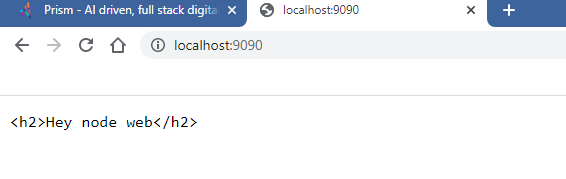 Prism - AI driven, full stack digita
localhost:9090
localhost:9090
<h2>Hey node web</h2>